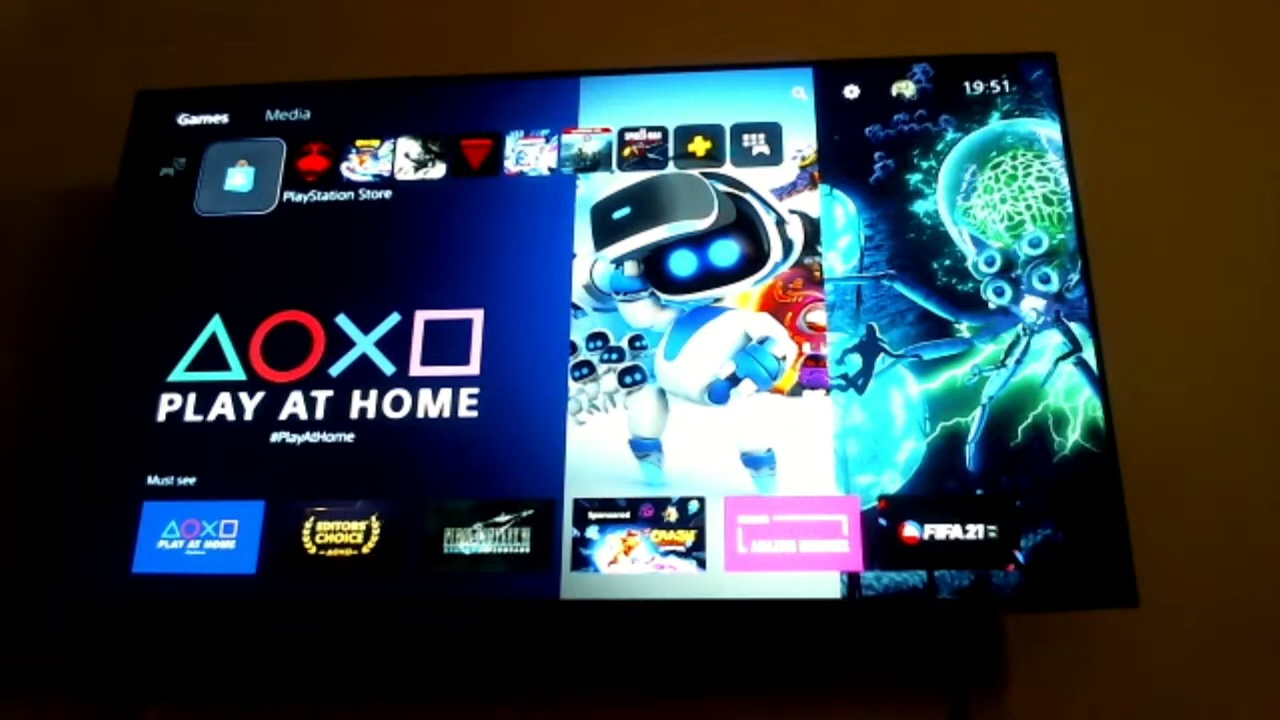 Games
Media
19:51
PlayStation Store
PLAY AT HOME
#PlayAtHome
Must see
PLAY AT HOME
EDITORS'
CHOICE
Sponsored
CRASH
FIFA 21